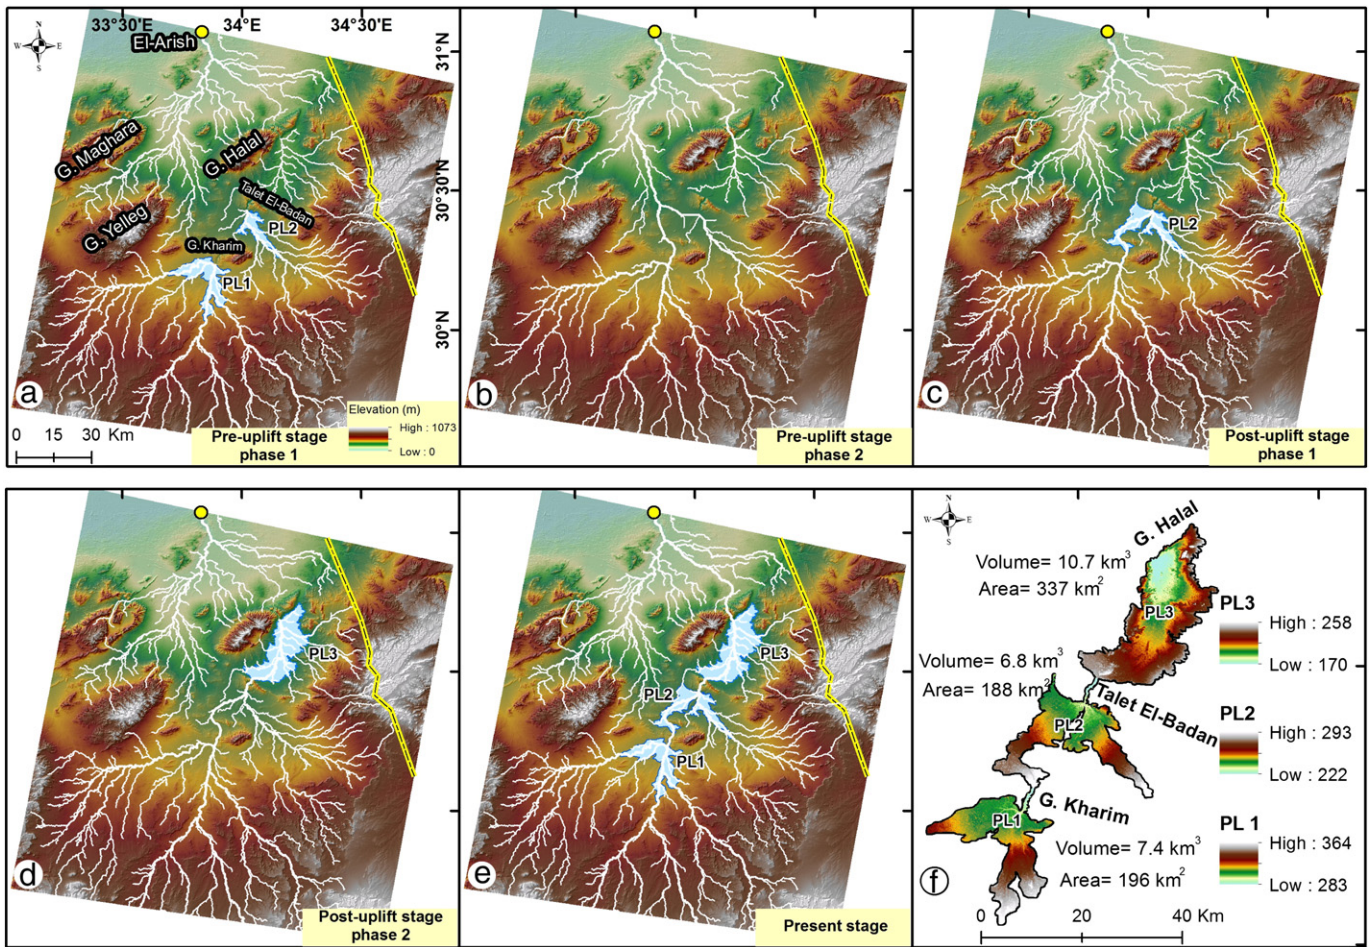 33°30'E
34°E
34°30'E
N
W
E
S
El-Arish
31°N
G. Maghara
G. Halal
30°30'N
Talet El-Badan
G. Yelleg
PL2
G. Kharim
PL1
30°N
a
Elevation (m)
High : 1073
Low : 0
0 15 30 Km
Pre-uplift stage
phase 1
b
Pre-uplift stage
phase 2
PL2
c
Post-uplift stage
phase 1
PL3
d
Post-uplift stage
phase 2
PL3
PL2
PL1
e
Present stage
N
W
E
S
G. Halal
Volume= 10.7 km³
Area= 337 km²
PL3
PL3
High : 258
Low : 170
Volume= 6.8 km³
Area= 188 km²
Talet El-Badan
PL2
PL2
High : 293
Low : 222
G. Kharim
PL1
PL 1
High : 364
Low : 283
Volume= 7.4 km³
Area= 196 km²
f
0 20 40 Km